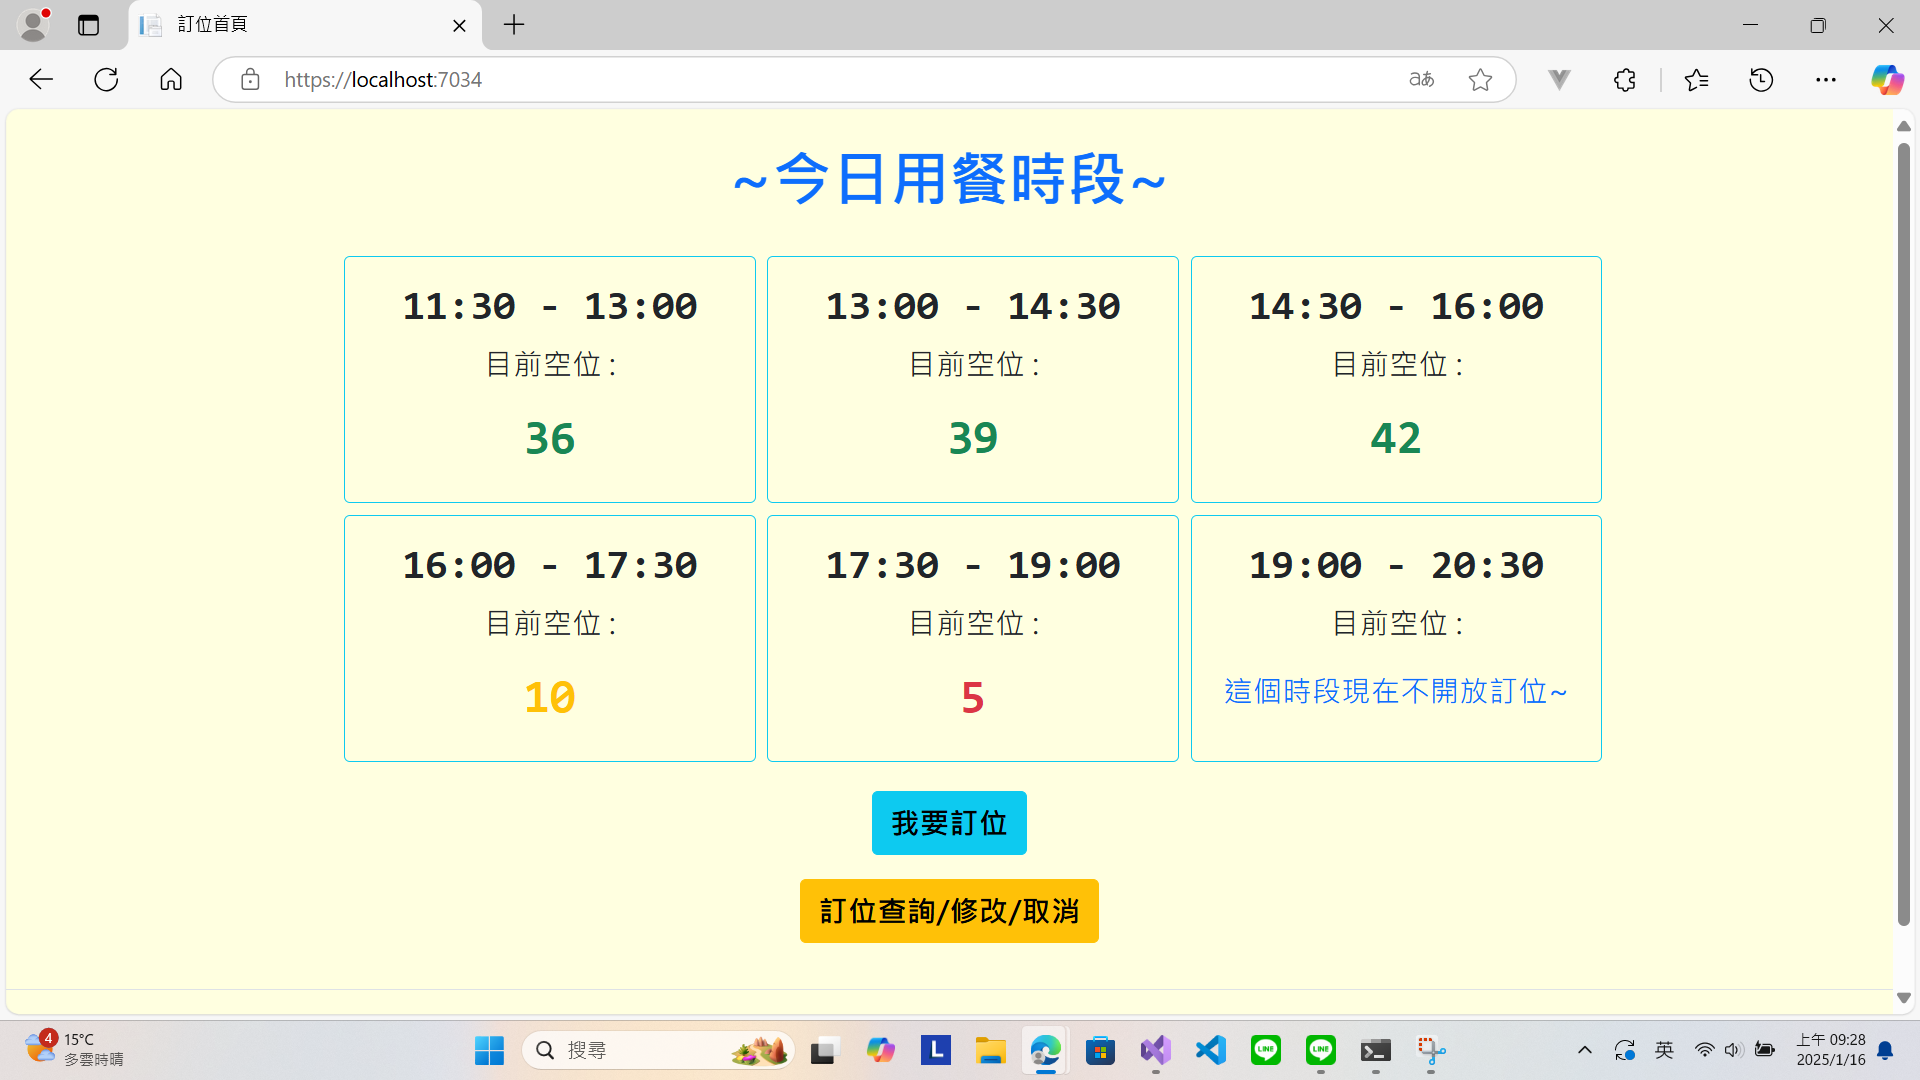 訂位首頁
https://localhost:7034
aあ
~今日用餐時段~
11:30 - 13:00
目前空位:
36
13:00 - 14:30
目前空位:
39
14:30 - 16:00
目前空位:
42
16:00 - 17:30
目前空位:
10
17:30 - 19:00
目前空位:
5
19:00 - 20:30
目前空位:
這個時段現在不開放訂位~
我要訂位
訂位查詢/修改/取消
4
15°C
多雲時晴
搜尋
L
LINE
LINE
英
上午 09:28
2025/1/16